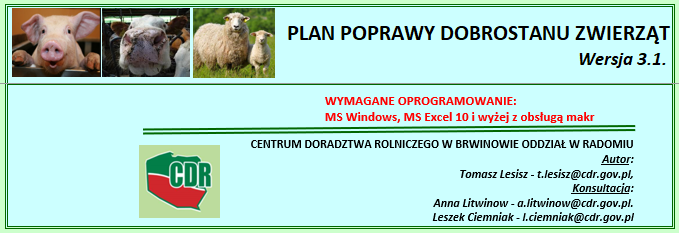 PLAN POPRAWY DOBROSTANU ZWIERZĄT
Wersja 3.1.
WYMAGANE OPROGRAMOWANIE:
MS Windows, MS Excel 10 i wyżej z obsługą makr
CENTRUM DORADZTWA ROLNICZEGO W BRWINOWIE ODDZIAŁ W RADOMIU
Autor:
Tomasz Lesisz - t.lesisz@cdr.gov.pl,
Konsultacja:
Anna Litwinow - a.litwinow@cdr.gov.pl.
Leszek Ciemniak - l.ciemniak@cdr.gov.pl
CDR